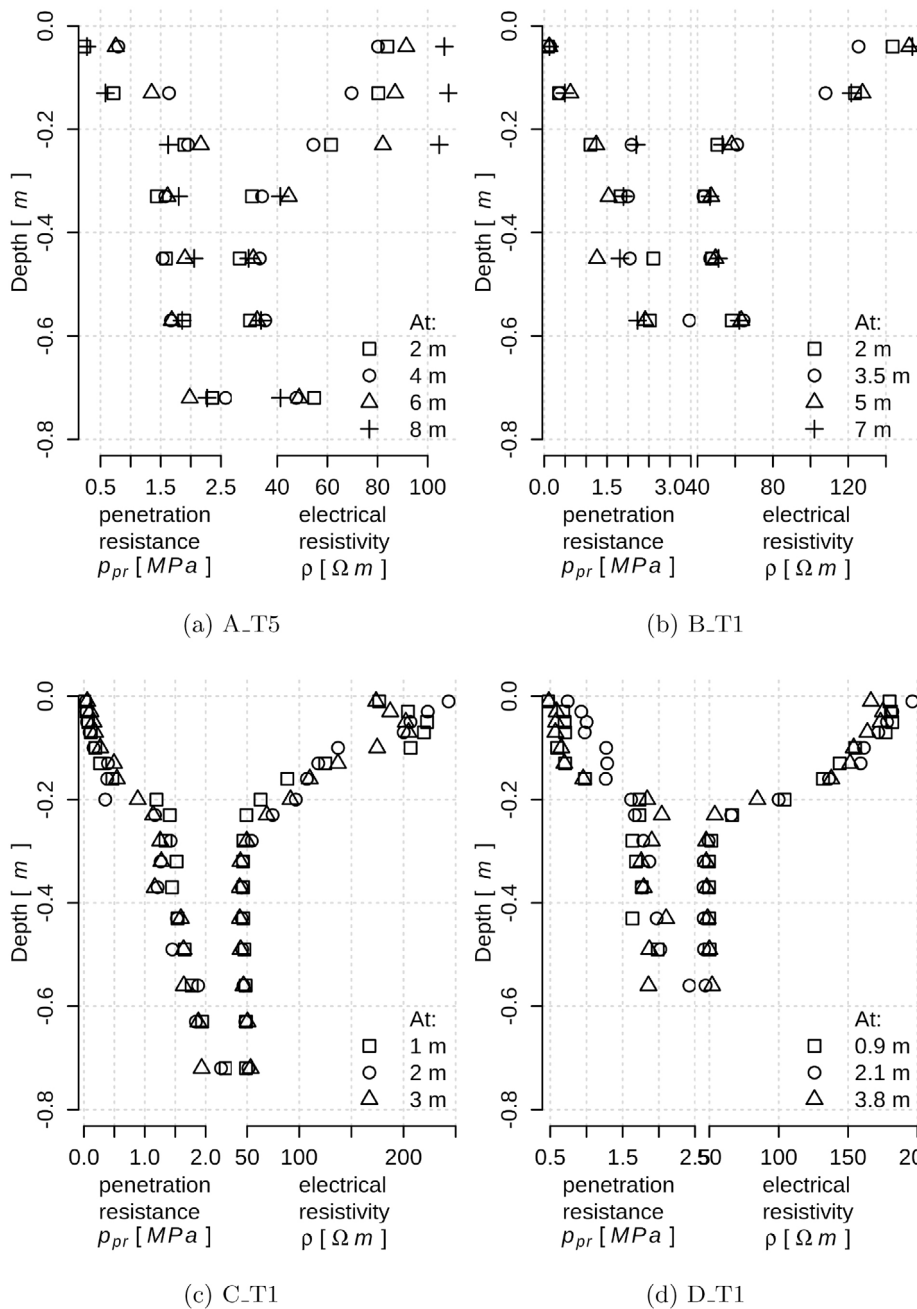 0.0
-0.2
-0.4
-0.6
-0.8
Depth [ m ]
At:
2 m
4 m
6 m
8 m
0.5 1.5 2.5 40 60 80 100
penetration electrical
resistance resistivity
p_pr [ MPa ] ρ [ Ω m ]
(a) A_T5
0.0
-0.2
-0.4
-0.6
-0.8
Depth [ m ]
At:
2 m
3.5 m
5 m
7 m
0.0 1.5 3.0 40 80 120
penetration electrical
resistance resistivity
p_pr [ MPa ] ρ [ Ω m ]
(b) B_T1
0.0
-0.2
-0.4
-0.6
-0.8
Depth [ m ]
At:
1 m
2 m
3 m
0.0 1.0 2.0 50 100 200
penetration electrical
resistance resistivity
p_pr [ MPa ] ρ [ Ω m ]
(c) C_T1
0.0
-0.2
-0.4
-0.6
-0.8
Depth [ m ]
At:
0.9 m
2.1 m
3.8 m
0.5 1.5 2.5 50 100 150 20
penetration electrical
resistance resistivity
p_pr [ MPa ] ρ [ Ω m ]
(d) D_T1